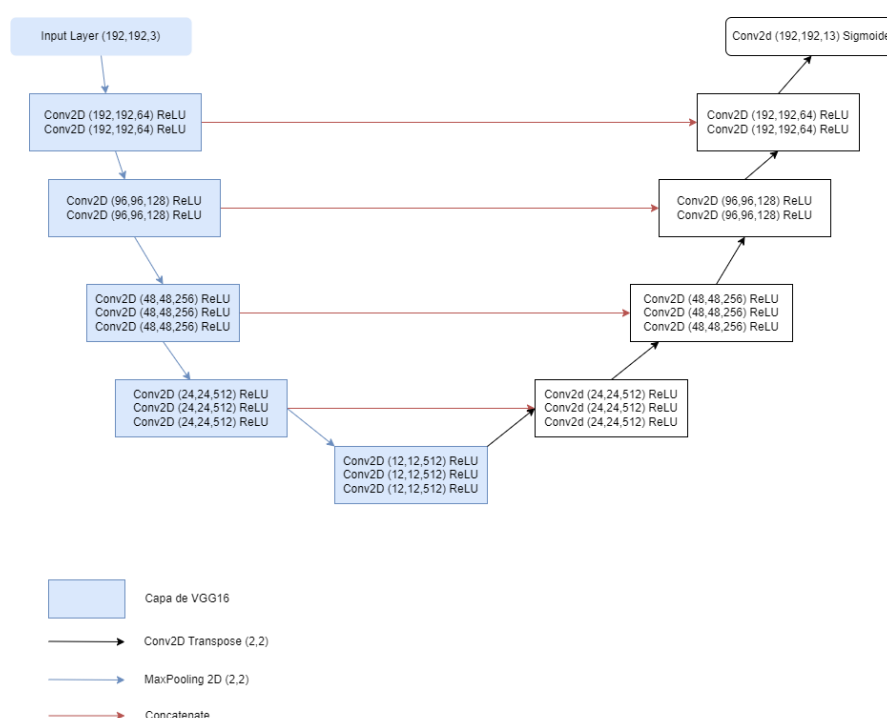 Input Layer (192,192,3)
Conv2d (192,192,13) Sigmoide
Conv2D (192,192,64) ReLU
Conv2D (192,192,64) ReLU
Conv2D (192,192,64) ReLU
Conv2D (192,192,64) ReLU
Conv2D (96,96,128) ReLU
Conv2D (96,96,128) ReLU
Conv2D (96,96,128) ReLU
Conv2D (96,96,128) ReLU
Conv2D (48,48,256) ReLU
Conv2D (48,48,256) ReLU
Conv2D (48,48,256) ReLU
Conv2D (48,48,256) ReLU
Conv2D (48,48,256) ReLU
Conv2D (48,48,256) ReLU
Conv2D (24,24,512) ReLU
Conv2D (24,24,512) ReLU
Conv2D (24,24,512) ReLU
Conv2d (24,24,512) ReLU
Conv2d (24,24,512) ReLU
Conv2d (24,24,512) ReLU
Conv2D (12,12,512) ReLU
Conv2D (12,12,512) ReLU
Conv2D (12,12,512) ReLU
Capa de VGG16
Conv2D Transpose (2,2)
MaxPooling 2D (2,2)
Concatenate